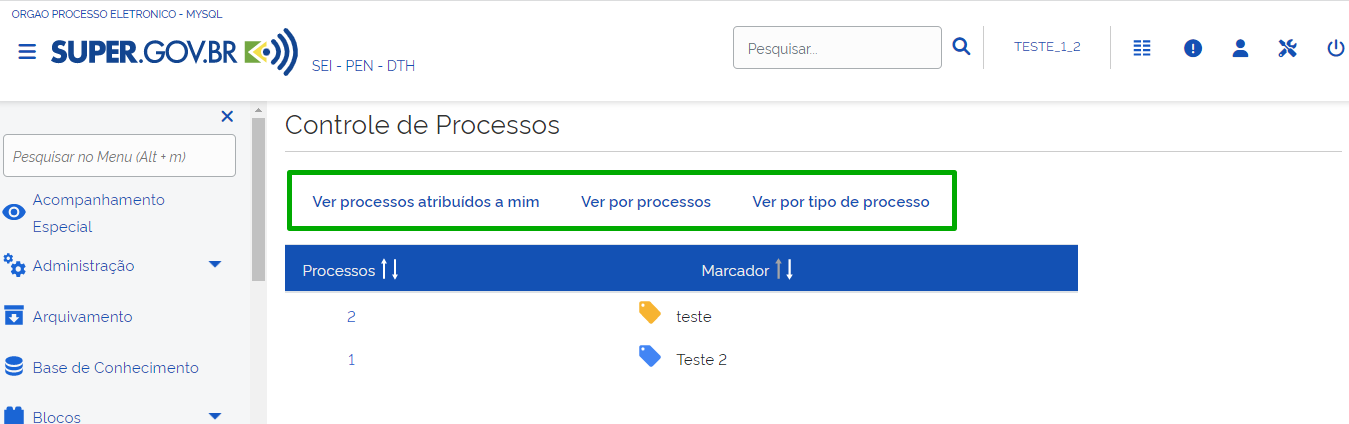 ORGAO PROCESSO ELETRONICO - MYSQL
SUPER.GOV.BR
SEI - PEN - DTH
Pesquisar...
TESTE_1_2
Pesquisar no Menu (Alt + m)
Acompanhamento
Especial
Administração
Arquivamento
Base de Conhecimento
Blocos
Controle de Processos
Ver processos atribuídos a mim Ver por processos Ver por tipo de processo
Processos Marcador
2 teste
1 Teste 2